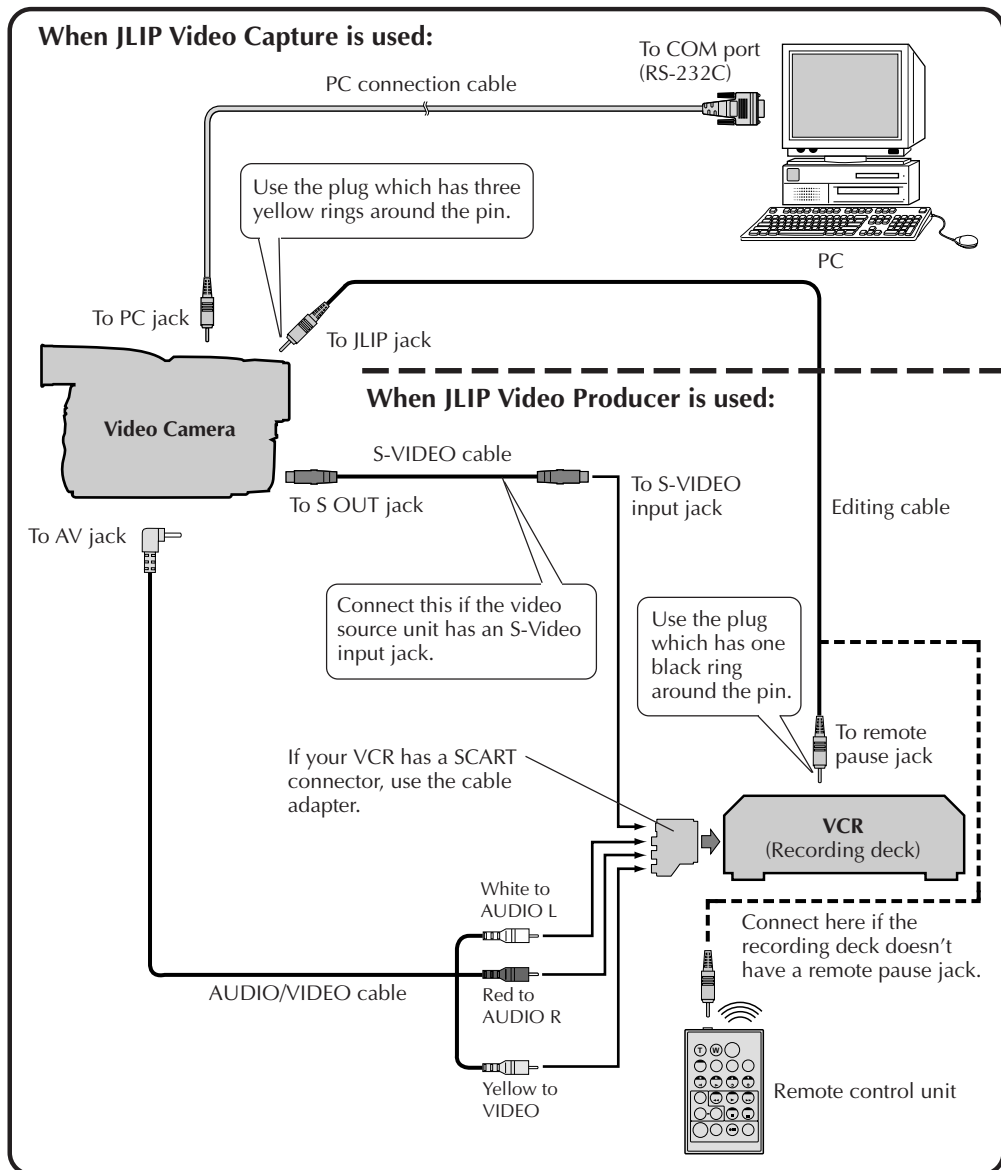 When JLIP Video Capture is used:
To COM port
(RS-232C)
PC connection cable
Use the plug which has three
yellow rings around the pin.
PC
To PC jack
To JLIP jack
When JLIP Video Producer is used:
Video Camera
S-VIDEO cable
To S OUT jack
To S-VIDEO
input jack
Editing cable
To AV jack
Connect this if the video
source unit has an S-Video
input jack.
Use the plug
which has one
black ring
around the pin.
To remote
pause jack
If your VCR has a SCART
connector, use the cable
adapter.
VCR
(Recording deck)
White to
AUDIO L
Connect here if the
recording deck doesn't
have a remote pause jack.
AUDIO/VIDEO cable
Red to
AUDIO R
T W
Yellow to
VIDEO
Remote control unit